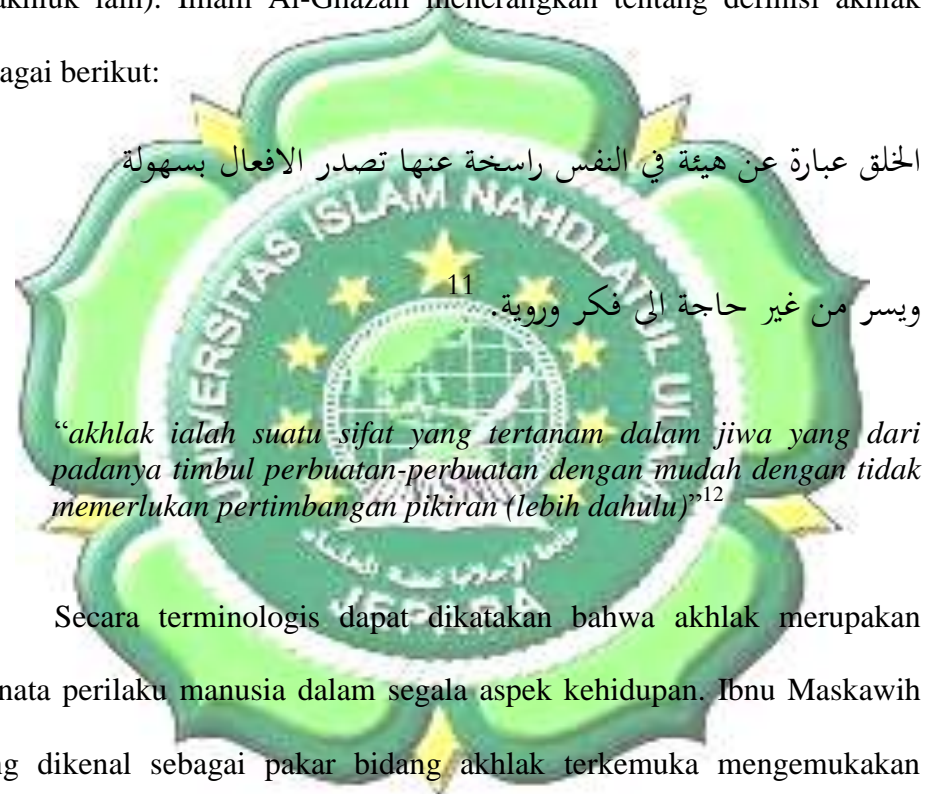 akhluk lain). Imam Al-Ghazali menerangkan tentang definisi akhlak
agai berikut:
الخلق عبارة عن هيئة في النفس راسخة عنها تصدر الافعال بسهولة
ويسر من غير حاجة الى فكر وروية. 11
“akhlak ialah suatu sifat yang tertanam dalam jiwa yang dari
padanya timbul perbuatan-perbuatan dengan mudah dengan tidak
memerlukan pertimbangan pikiran (lebih dahulu)”12
Secara terminologis dapat dikatakan bahwa akhlak merupakan
nata perilaku manusia dalam segala aspek kehidupan. Ibnu Maskawih
ng dikenal sebagai pakar bidang akhlak terkemuka mengemukakan
UNIVERSITAS ISLAM NAHDLATUL ULAMA
JEPARA